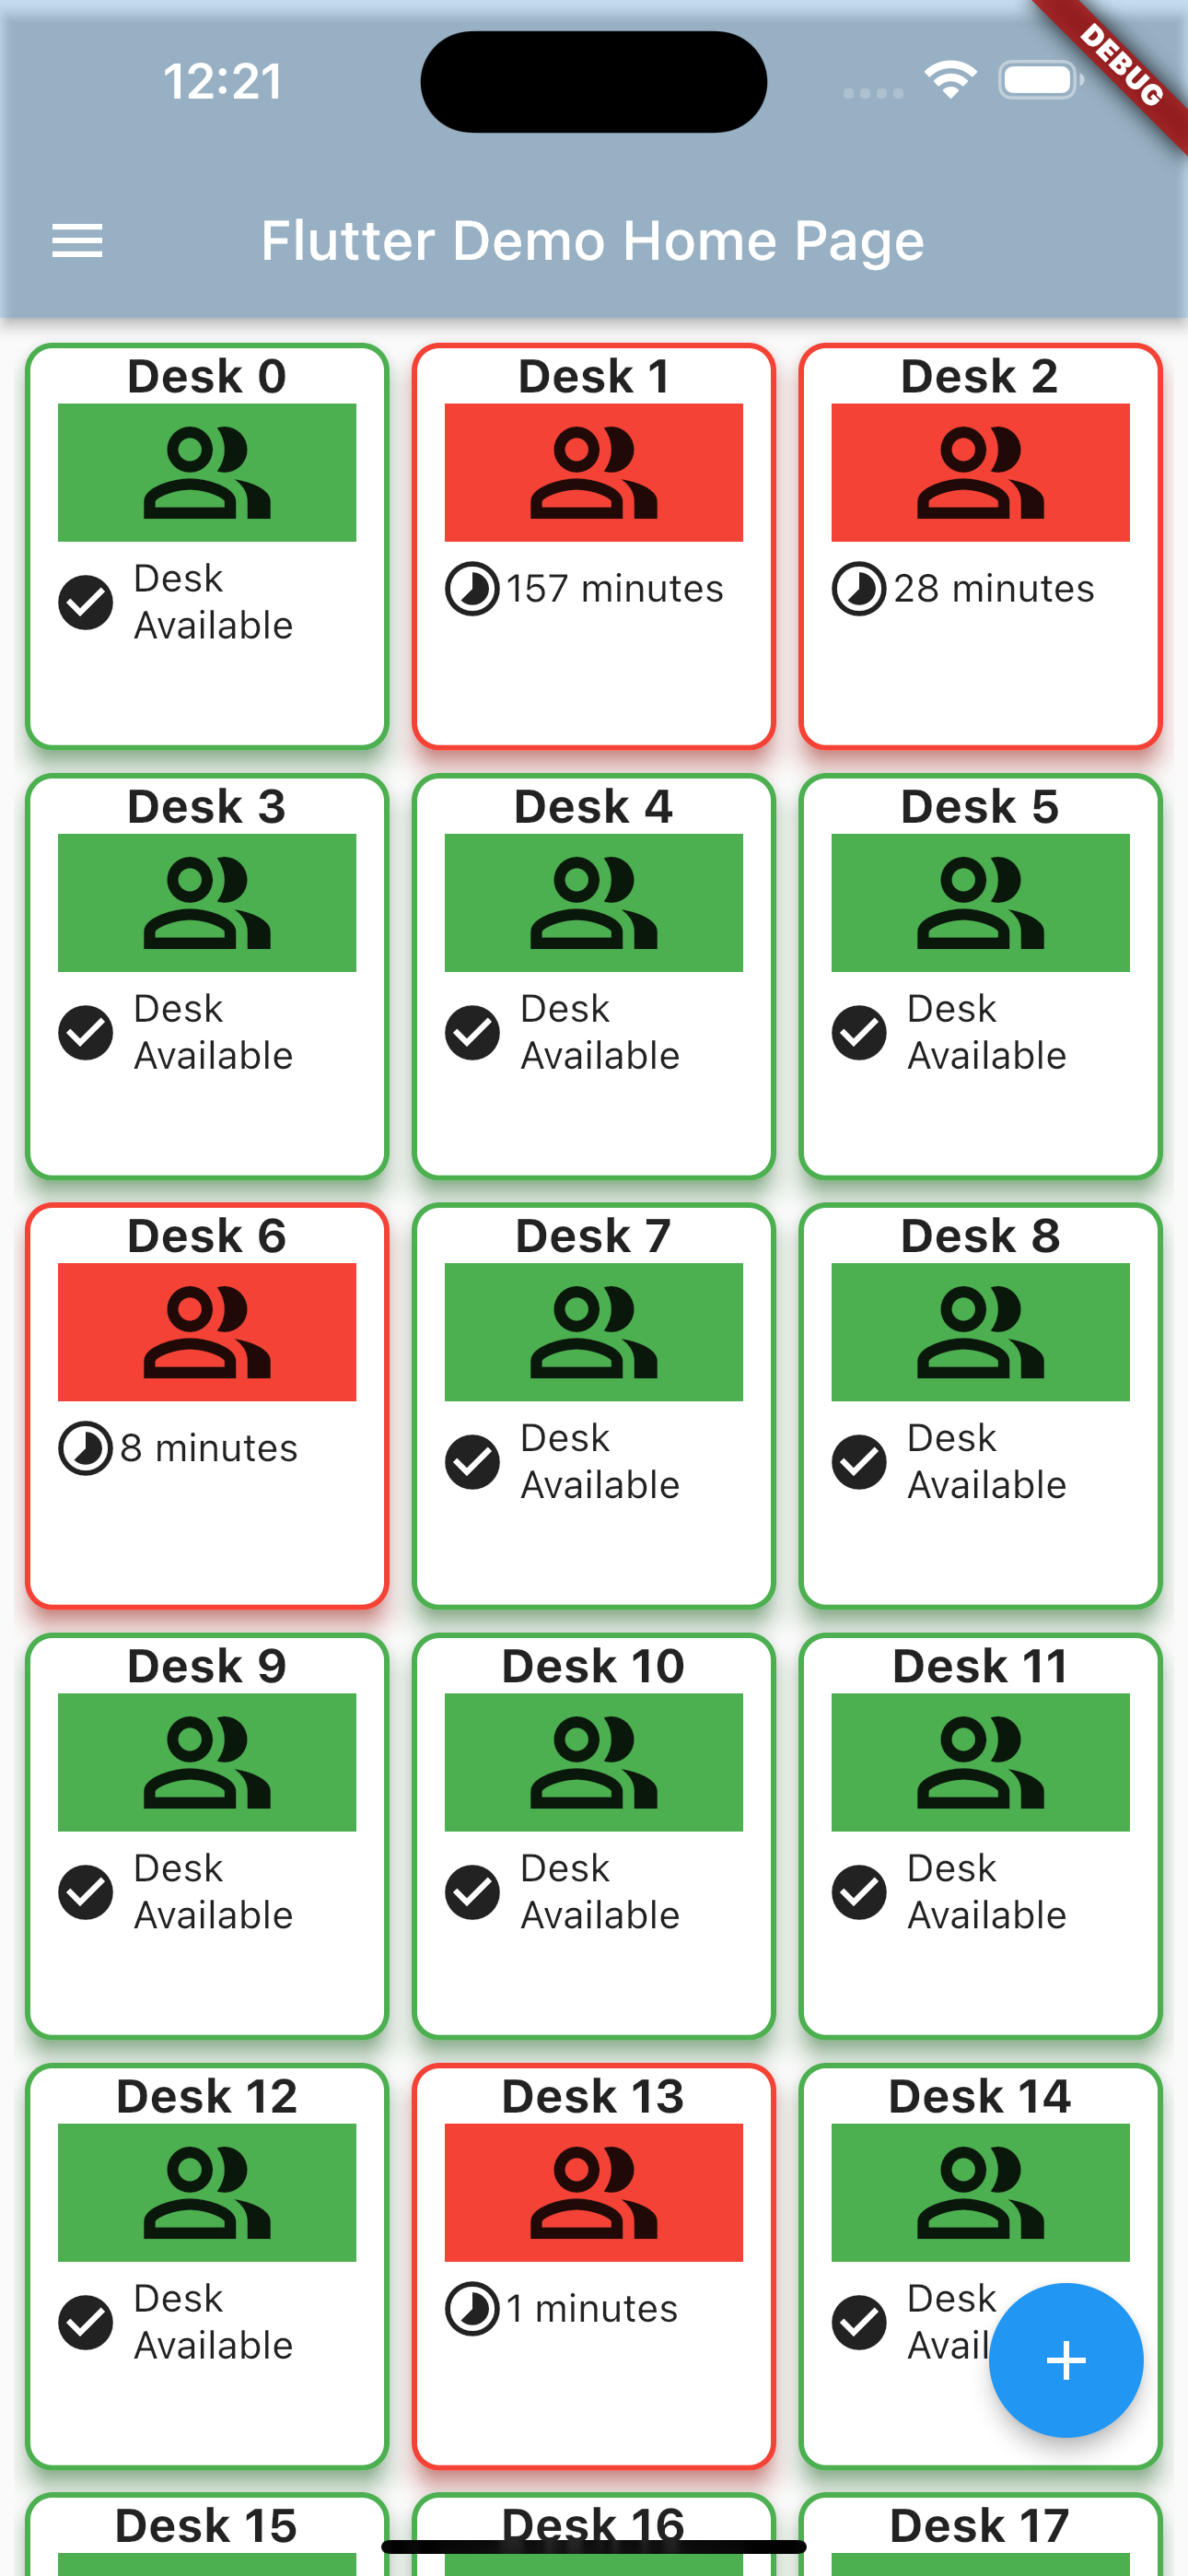 12:21
DEBUG
Flutter Demo Home Page
Desk 0
Desk 1
Desk 2
Desk
Available
157 minutes
28 minutes
Desk 3
Desk 4
Desk 5
Desk
Available
Desk
Available
Desk
Available
Desk 6
Desk 7
Desk 8
8 minutes
Desk
Available
Desk
Available
Desk 9
Desk 10
Desk 11
Desk
Available
Desk
Available
Desk
Available
Desk 12
Desk 13
Desk 14
Desk
Available
1 minutes
Desk
Avail
Desk 15
Desk 16
Desk 17